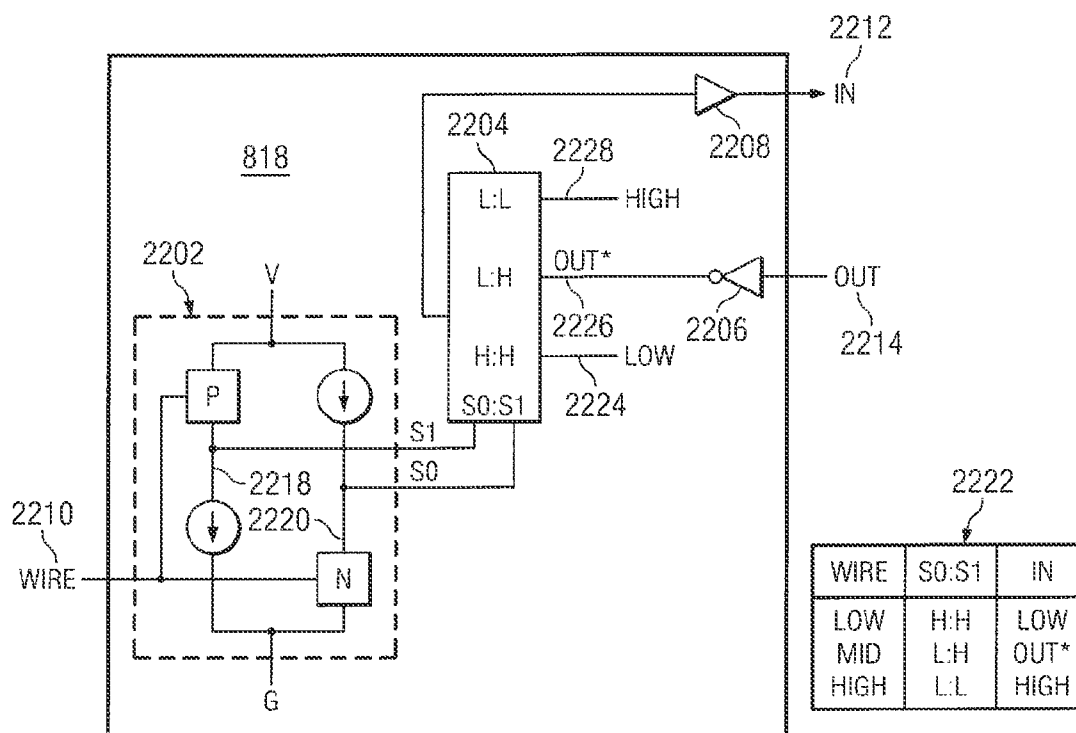 2212
IN
2208
2204
2228
818
L:L
HIGH
2202
V
L:H
OUT*
OUT
2226
2206
2214
H:H
LOW
2224
P
S0:S1
S1
S0
2218
2220
2210
WIRE
N
G
2222
WIRE S0:S1 IN
LOW H:H LOW
MID L:H OUT*
HIGH L:L HIGH